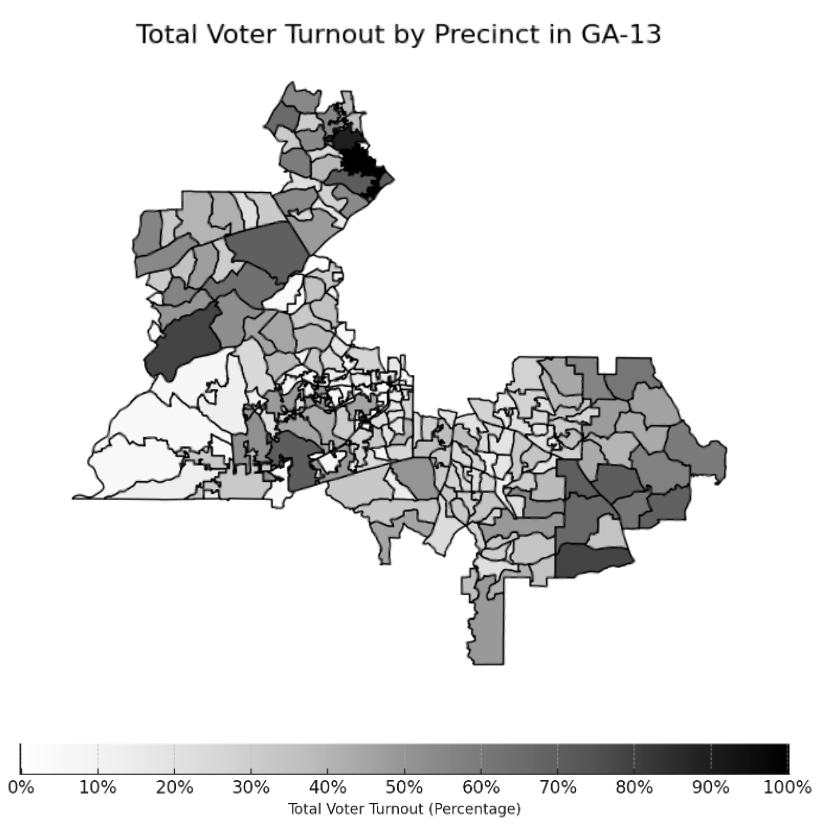 Total Voter Turnout by Precinct in GA-13
0% 10% 20% 30% 40% 50% 60% 70% 80% 90% 100%
Total Voter Turnout (Percentage)